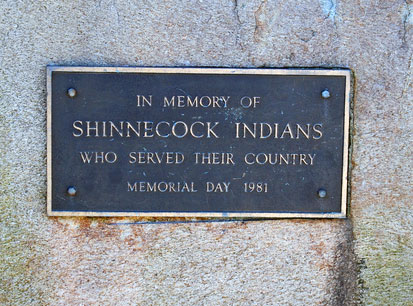 IN MEMORY OF
SHINNECOCK INDIANS
WHO SERVED THEIR COUNTRY
MEMORIAL DAY 1981